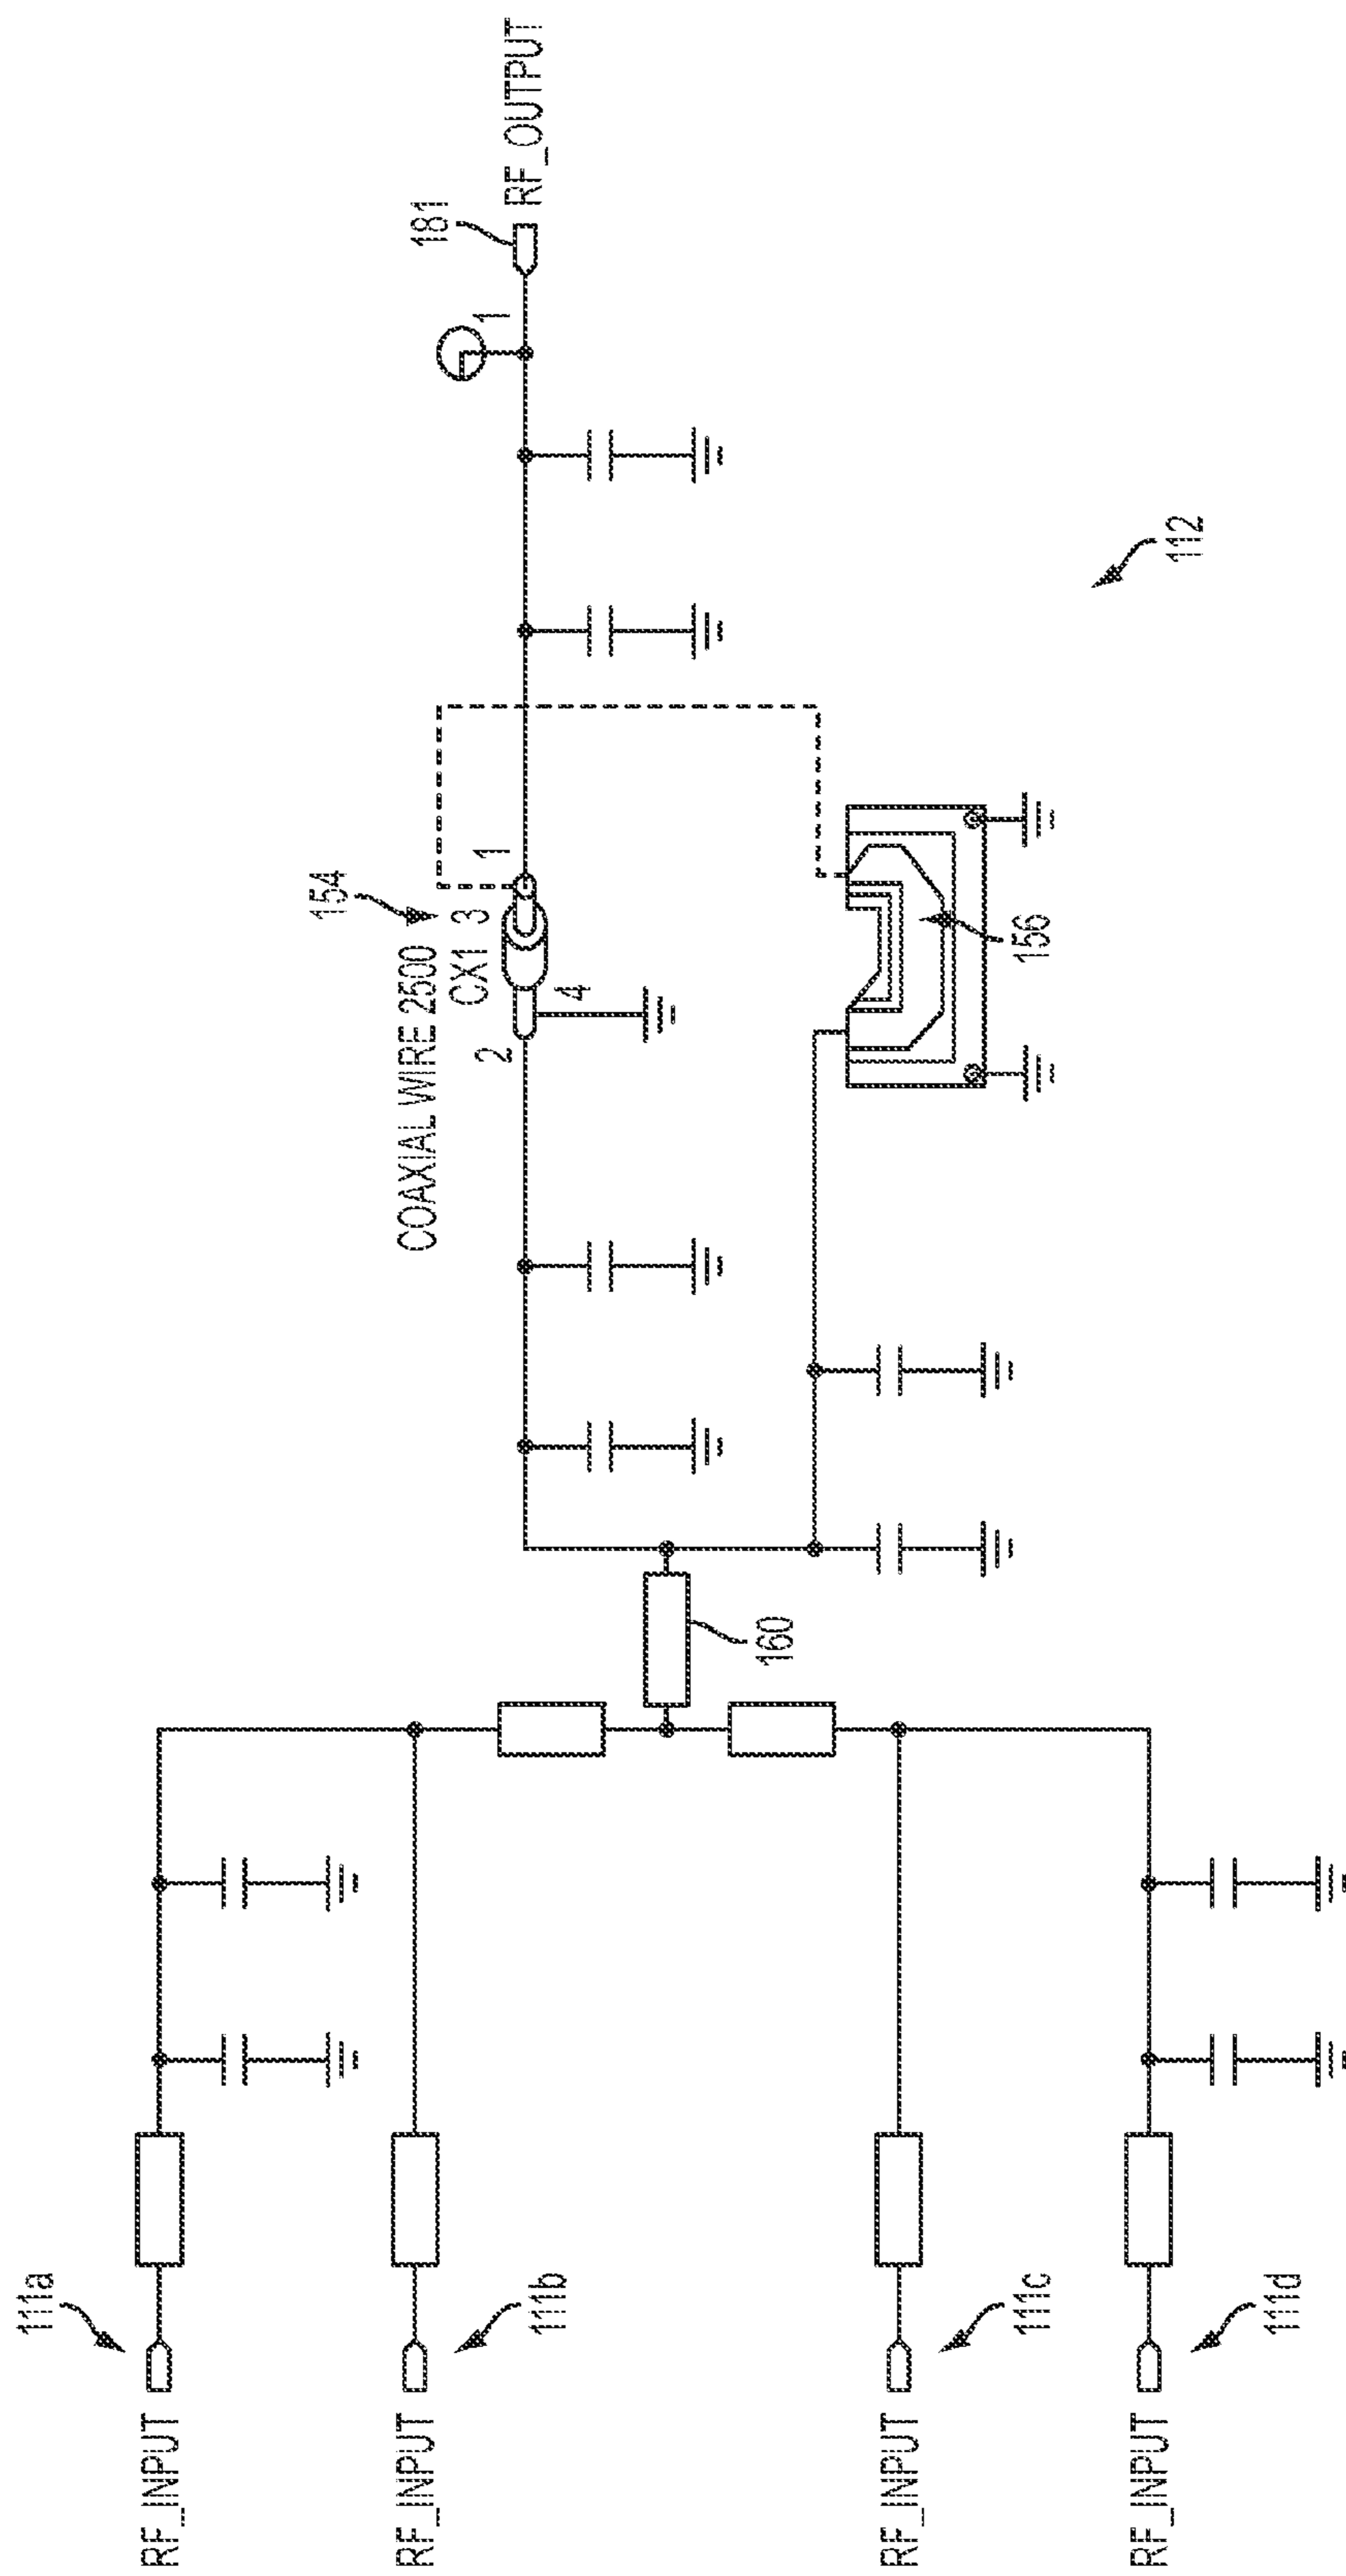 111a
RF_INPUT
111b
RF_INPUT
111c
RF_INPUT
111d
RF_INPUT
160
COAXIAL WIRE 2500
CX1
154
2
4
3
1
156
1
181
RF_OUTPUT
112